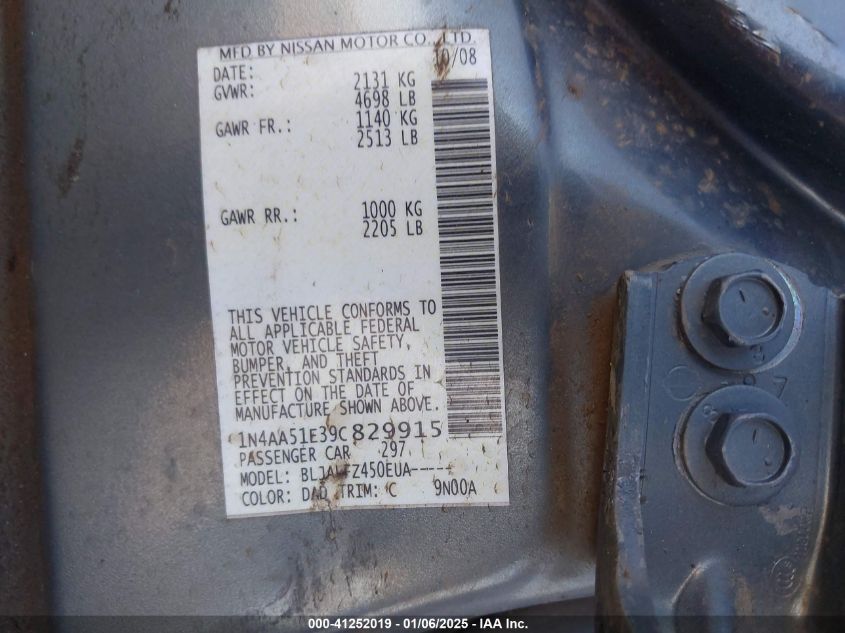 MFD BY NISSAN MOTOR CO., LTD.
DATE: 10/08
GVWR: 2131 KG
4698 LB
GAWR FR.: 1140 KG
2513 LB
GAWR RR.: 1000 KG
2205 LB
THIS VEHICLE CONFORMS TO
ALL APPLICABLE FEDERAL
MOTOR VEHICLE SAFETY,
BUMPER, AND THEFT
PREVENTION STANDARDS IN
EFFECT ON THE DATE OF
MANUFACTURE SHOWN ABOVE.
1N4AA51E39C829915
PASSENGER CAR 297
MODEL:
COLOR: TRIM: C 9N00A
000-41252019 - 01/06/2025 - IAA Inc.